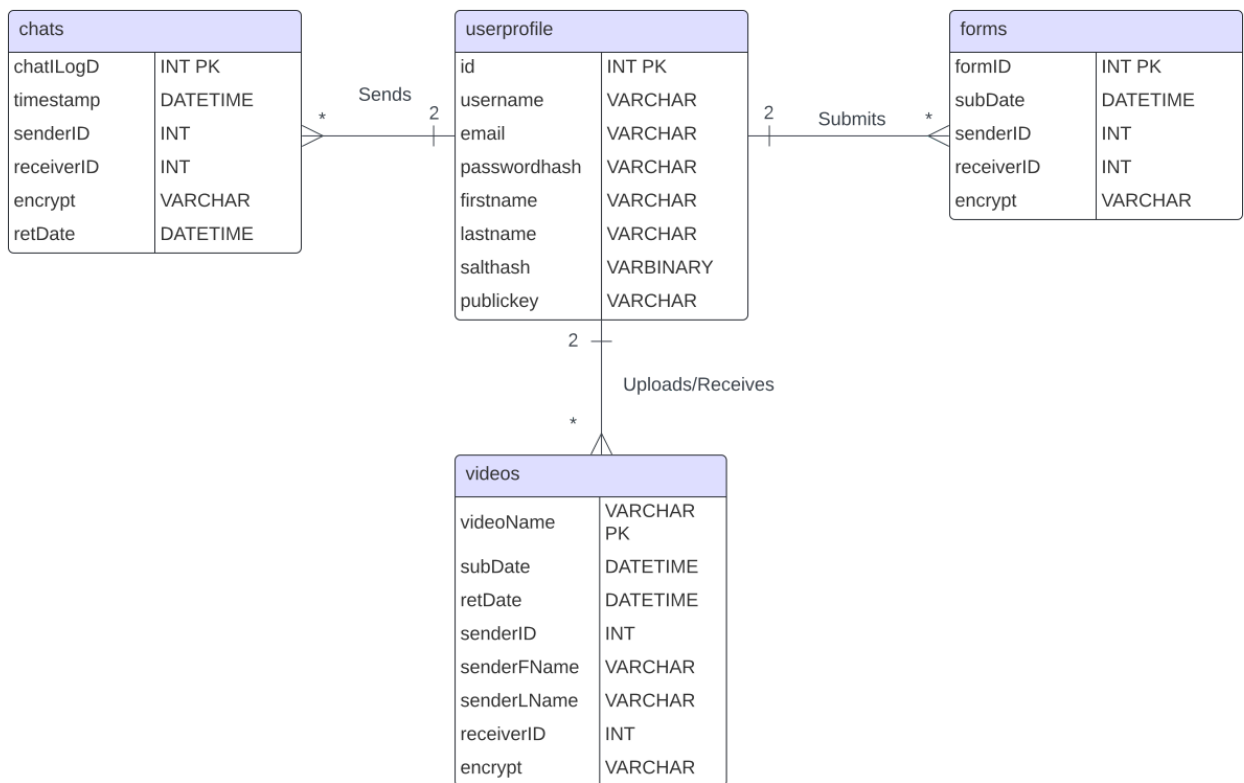 chats
chatILogD INT PK
timestamp DATETIME
senderID INT
receiverID INT
encrypt VARCHAR
retDate DATETIME
* Sends 2
userprofile
id INT PK
username VARCHAR
email VARCHAR
passwordhash VARCHAR
firstname VARCHAR
lastname VARCHAR
salthash VARBINARY
publickey VARCHAR
2 Submits *
forms
formID INT PK
subDate DATETIME
senderID INT
receiverID INT
encrypt VARCHAR
2
Uploads/Receives
*
videos
videoName VARCHAR
PK
subDate DATETIME
retDate DATETIME
senderID INT
senderFName VARCHAR
senderLName VARCHAR
receiverID INT
encrypt VARCHAR